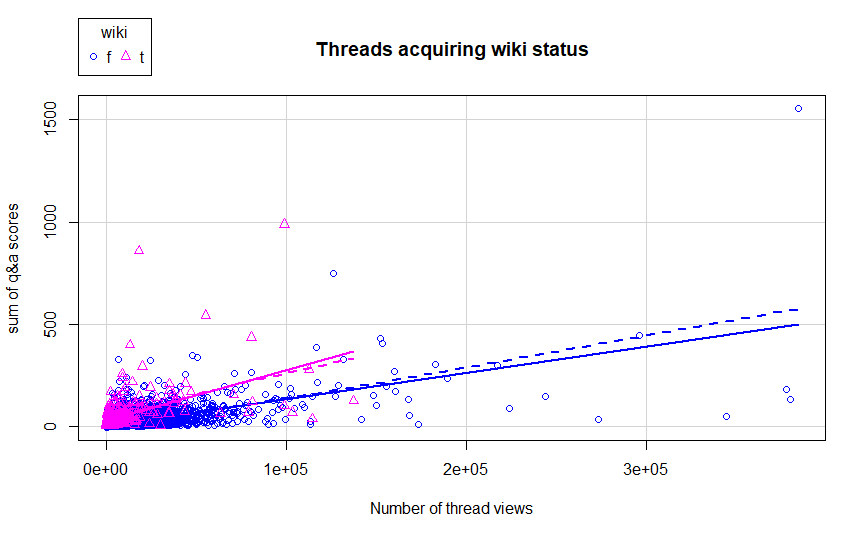 wiki
f t
Threads acquiring wiki status
1500
1000
500
0
sum of q&a scores
0e+00 1e+05 2e+05 3e+05
Number of thread views